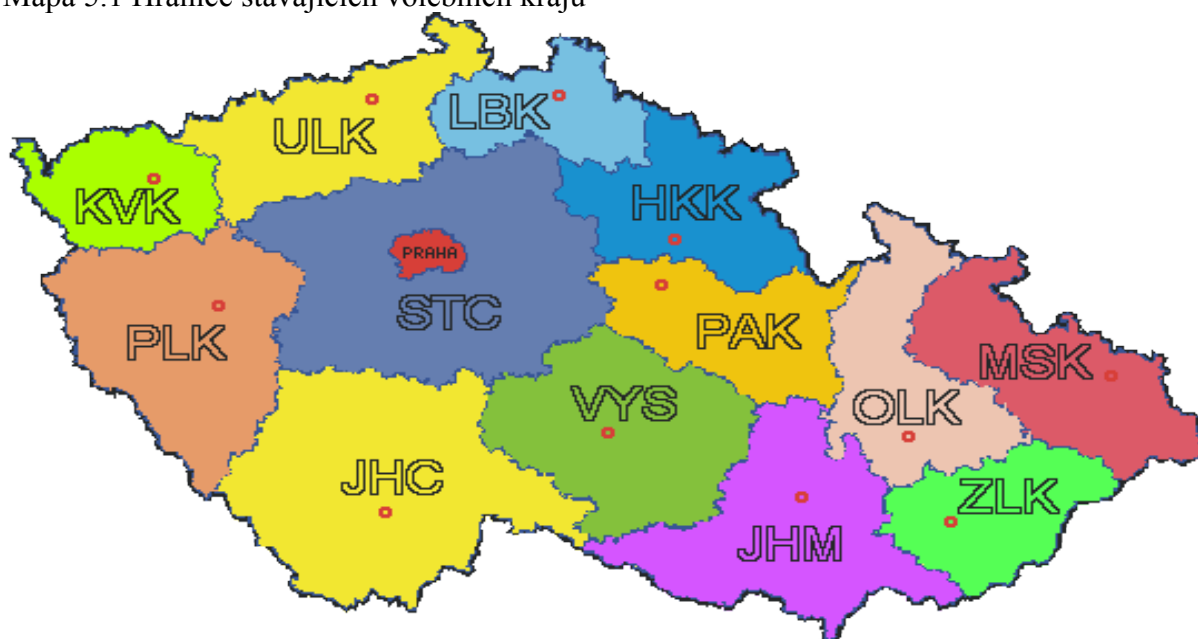 Mapa 5.1 Hranice stávajících volebních krajů
LBK
ULK
KVK
HKK
PRAHA
STC
PAK
PLK
MSK
VYS
OLK
JHC
ZLK
JHM